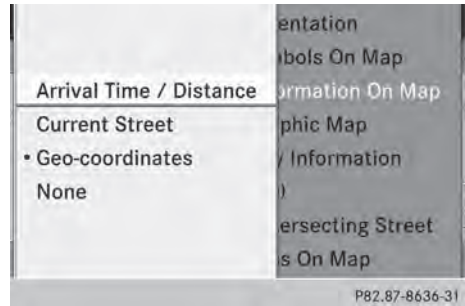 entation
bols On Map
Arrival Time / Distance
ormation On Map
Current Street
phic Map
• Geo-coordinates
Information
None
)
ersecting Street
s On Map
P82.87-8636-31